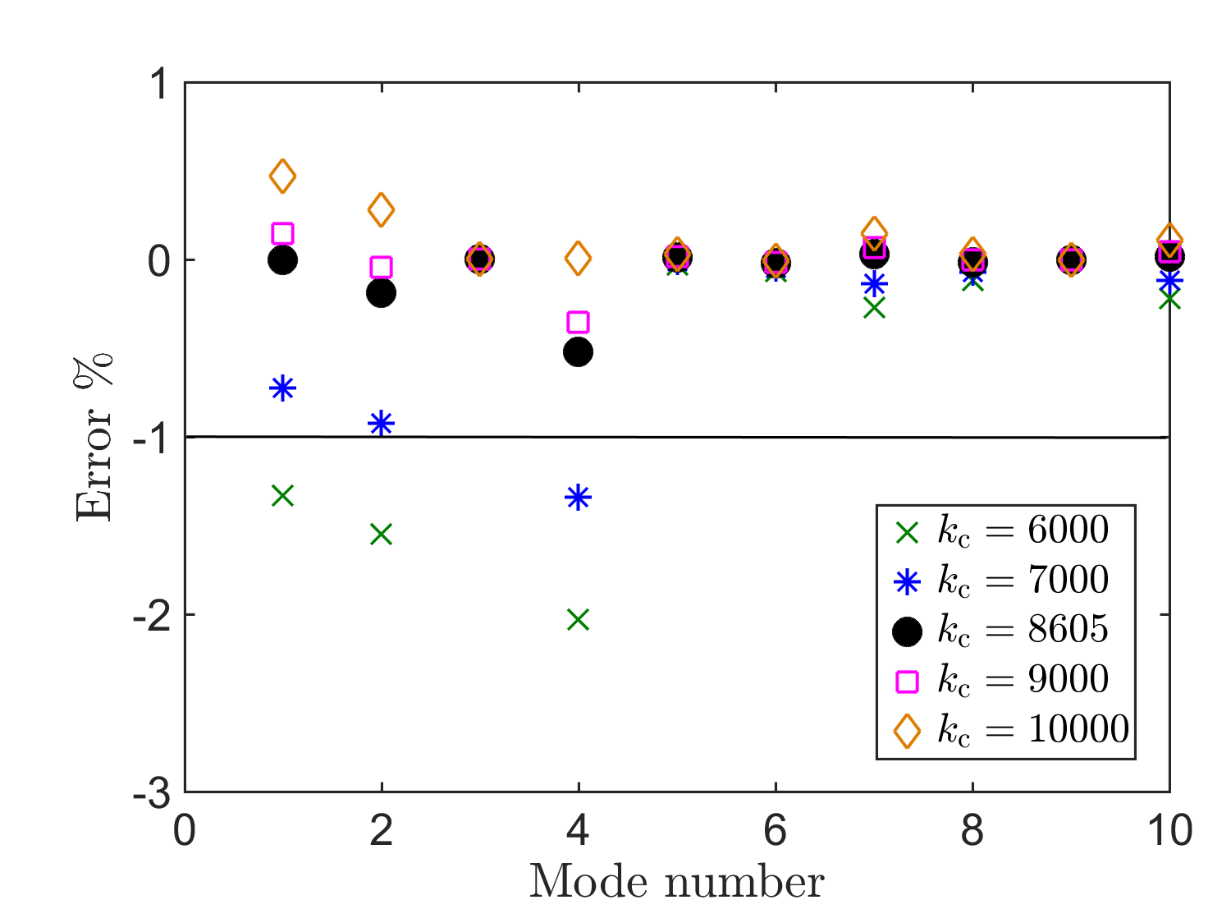 1
0
-1
-2
-3
Error %
0 2 4 6 8 10
Mode number
k_c = 6000
k_c = 7000
k_c = 8605
k_c = 9000
k_c = 10000